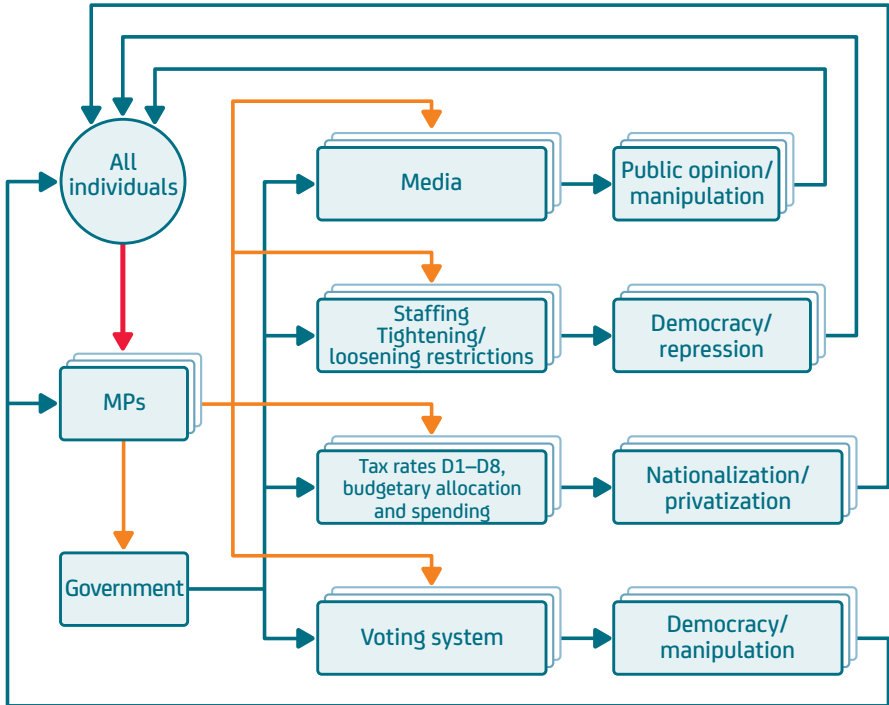 All
individuals
Media
Public opinion/
manipulation
Staffing
Tightening/
loosening restrictions
Democracy/
repression
MPs
Tax rates D1–D8,
budgetary allocation
and spending
Nationalization/
privatization
Government
Voting system
Democracy/
manipulation